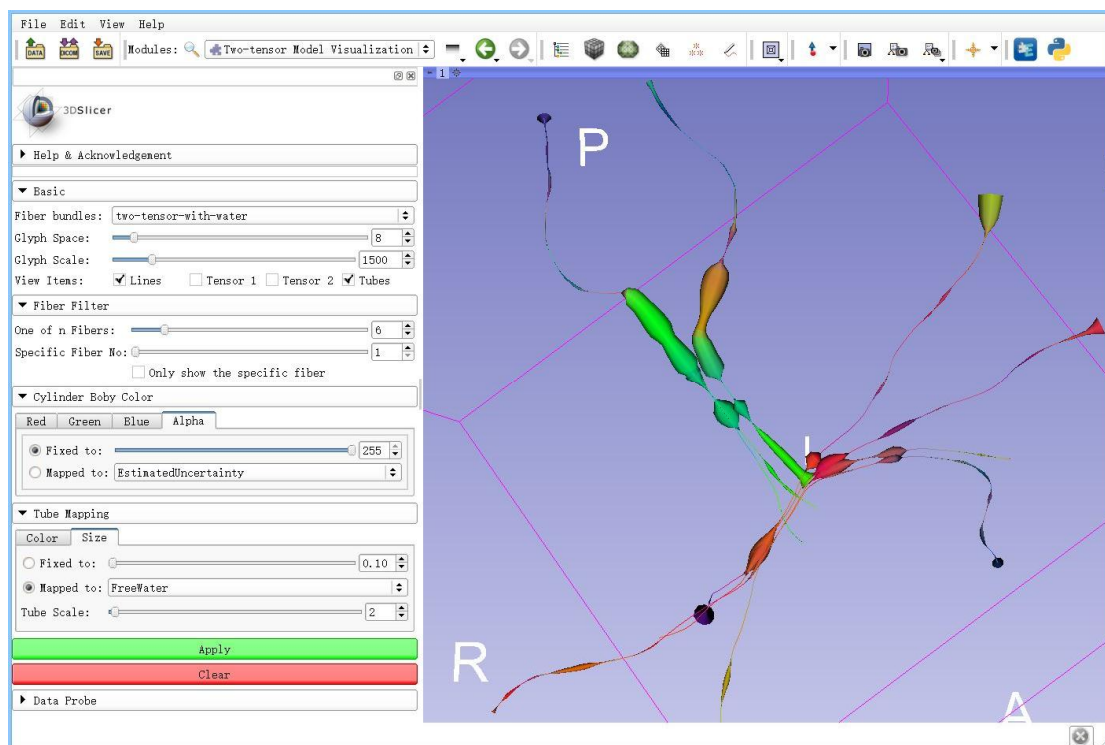 File Edit View Help
DATA DICOM SAVE Modules: Two-tensor Model Visualization
1
3DSlicer
Help & Acknowledgement
Basic
Fiber bundles: two-tensor-with-water
Glyph Space: 8
Glyph Scale: 1500
View Items: Lines Tensor 1 Tensor 2 Tubes
Fiber Filter
One of n Fibers: 6
Specific Fiber No: 1
Only show the specific fiber
Cylinder Boby Color
Red Green Blue Alpha
Fixed to: 255
Mapped to: EstimatedUncertainty
Tube Mapping
Color Size
Fixed to: 0.10
Mapped to: FreeWater
Tube Scale: 2
Apply
Clear
Data Probe
P
R
A